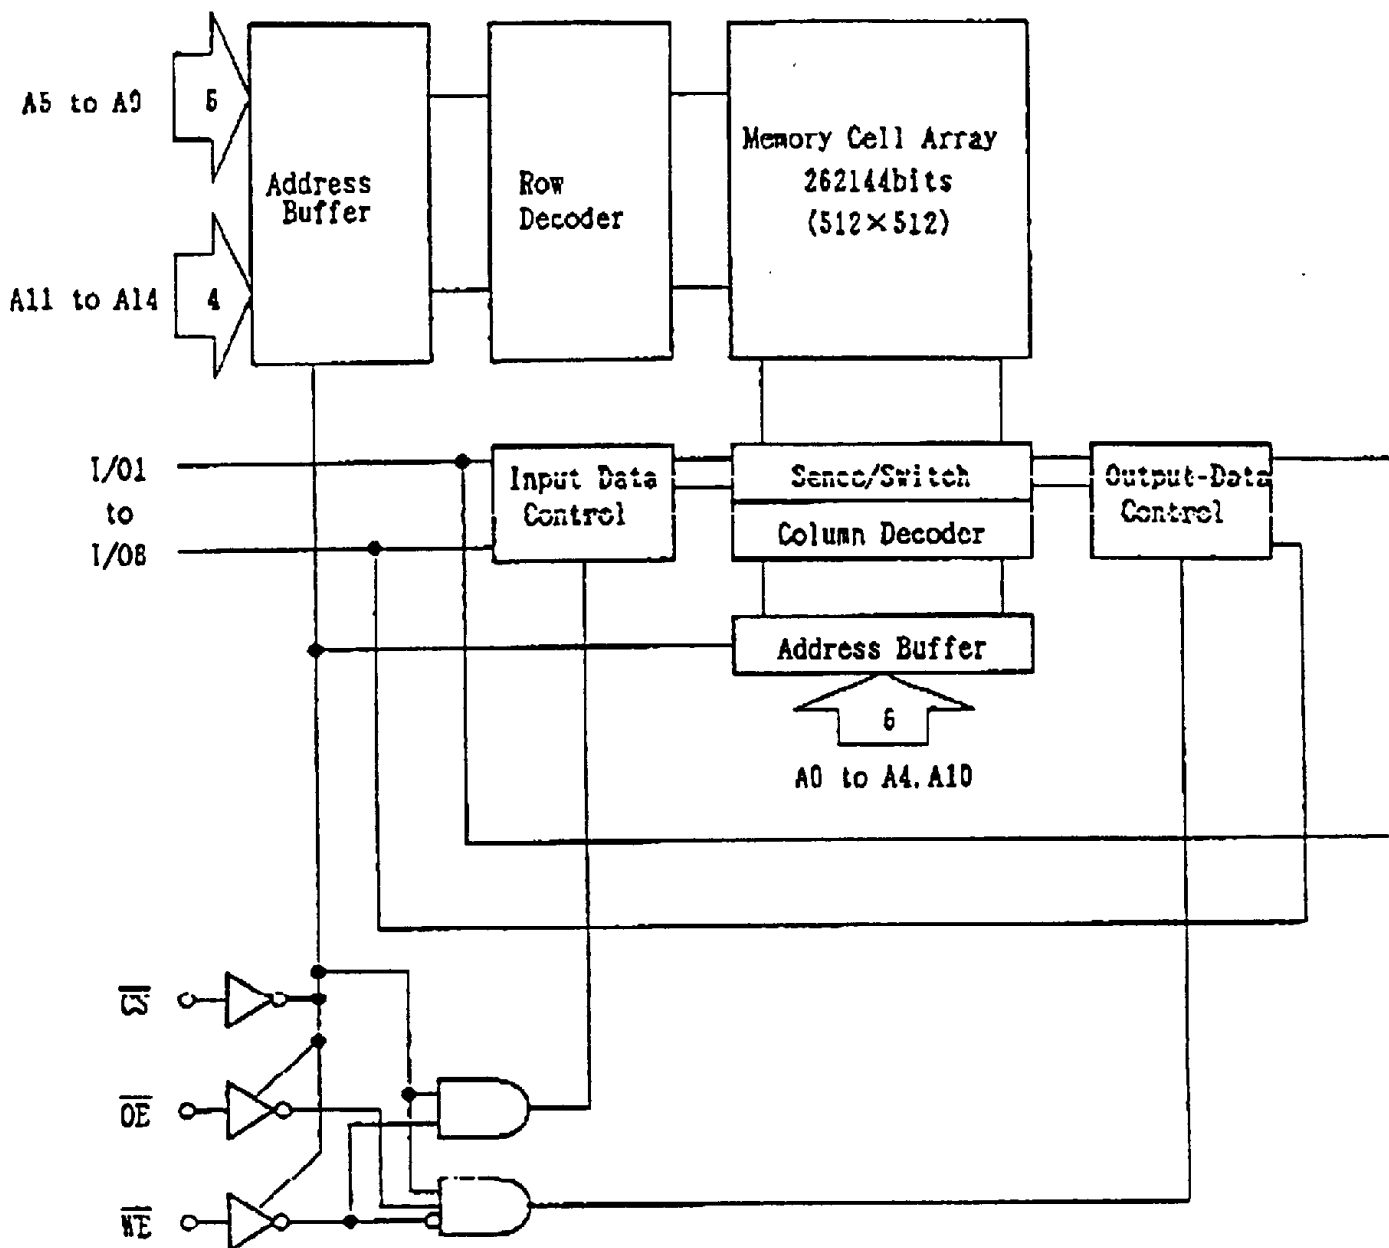 A5 to A9
5
Address
Buffer
Row
Decoder
Memory Cell Array
262144bits
(512×512)
A11 to A14
4
I/O1
to
I/O8
Input Data
Control
Sence/Switch
Column Decoder
Output-Data
Control
Address Buffer
6
A0 to A4.A10
CS
OE
WE